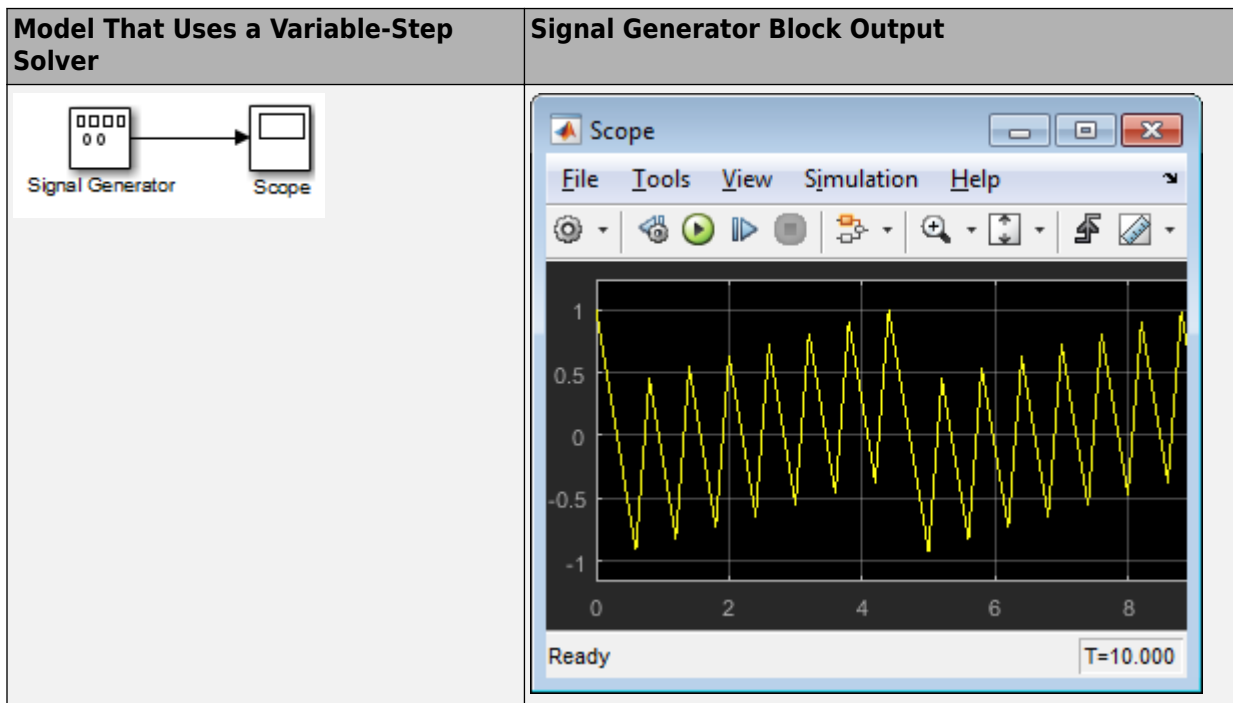 Model That Uses a Variable-Step
Solver
Signal Generator Block Output
Signal Generator
Scope
Scope
File Tools View Simulation Help
1
0.5
0
-0.5
-1
0 2 4 6 8
Ready
T=10.000